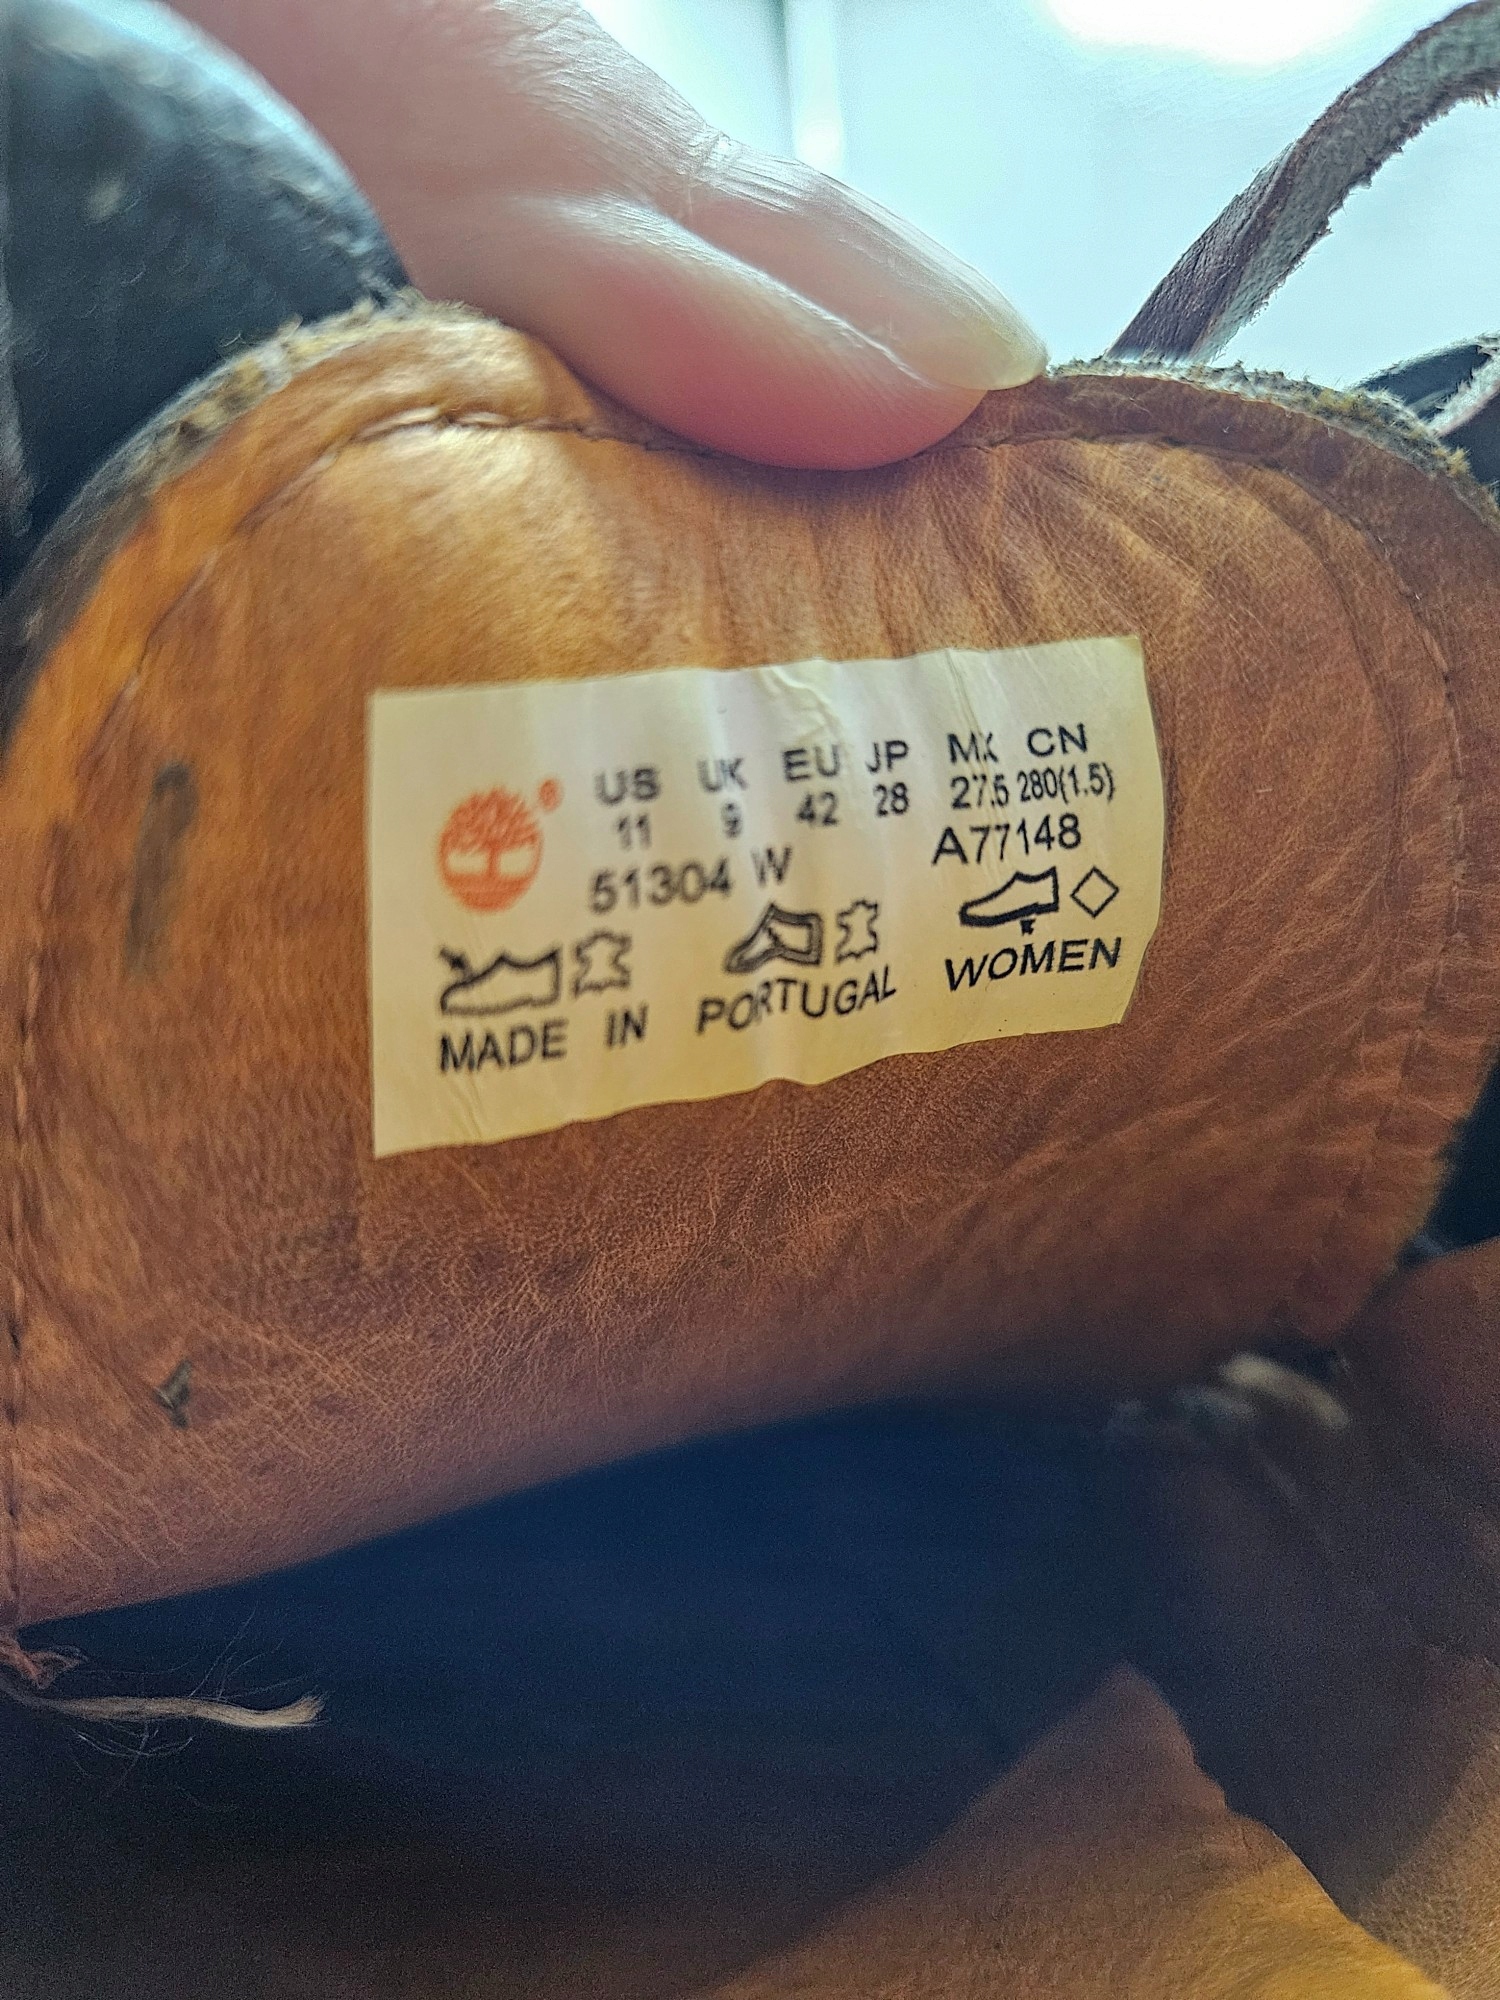 ® US UK EU JP MX CN
11 9 42 28 27.5 280(1.5)
51304 W A77148
MADE IN PORTUGAL WOMEN